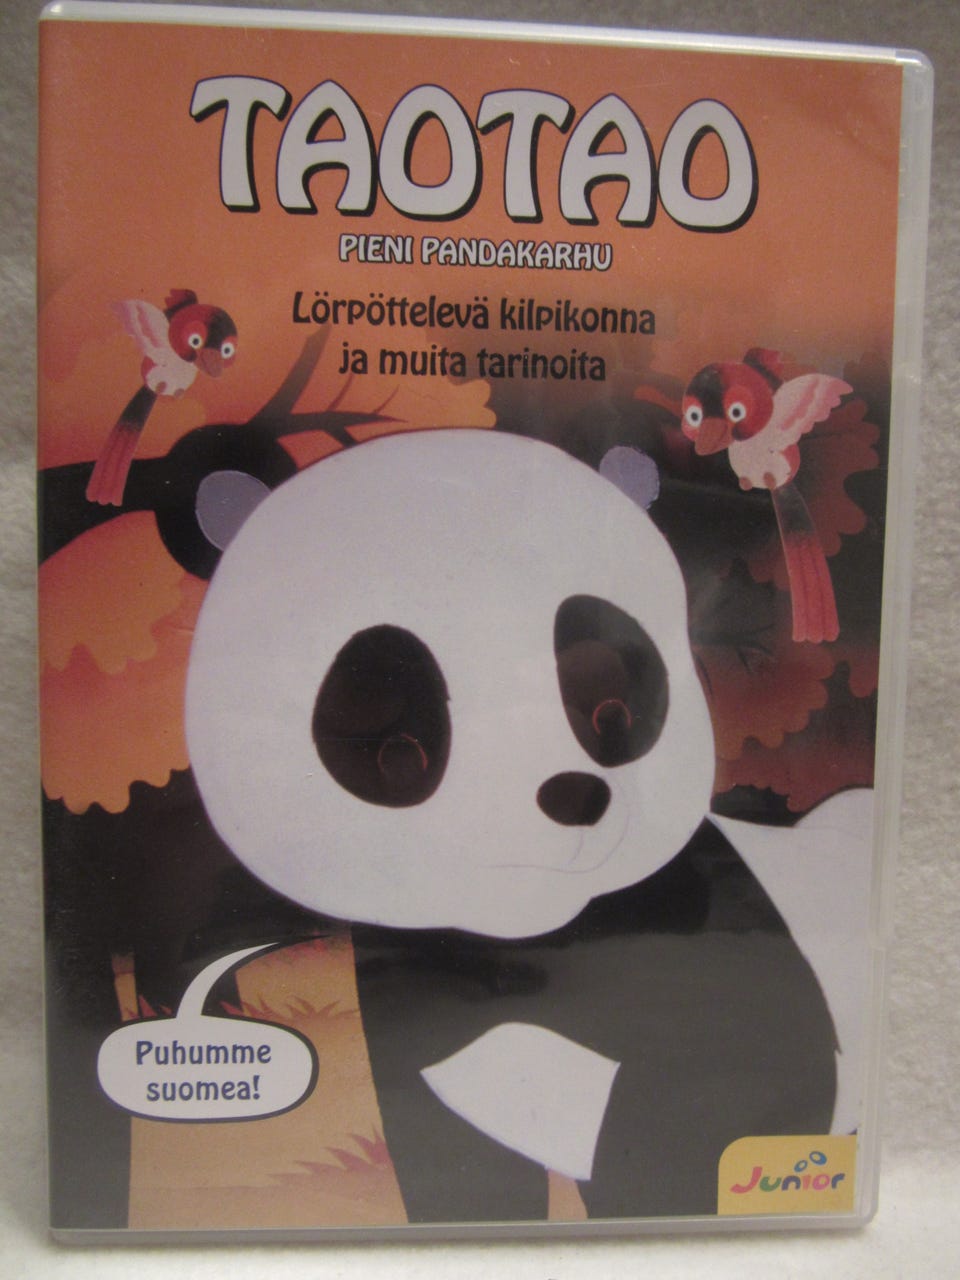 TAOTAO
PIENI PANDAKARHU
Lörpöttelevä kilpikonna
ja muita tarinoita
Puhumme
suomea!
Junior